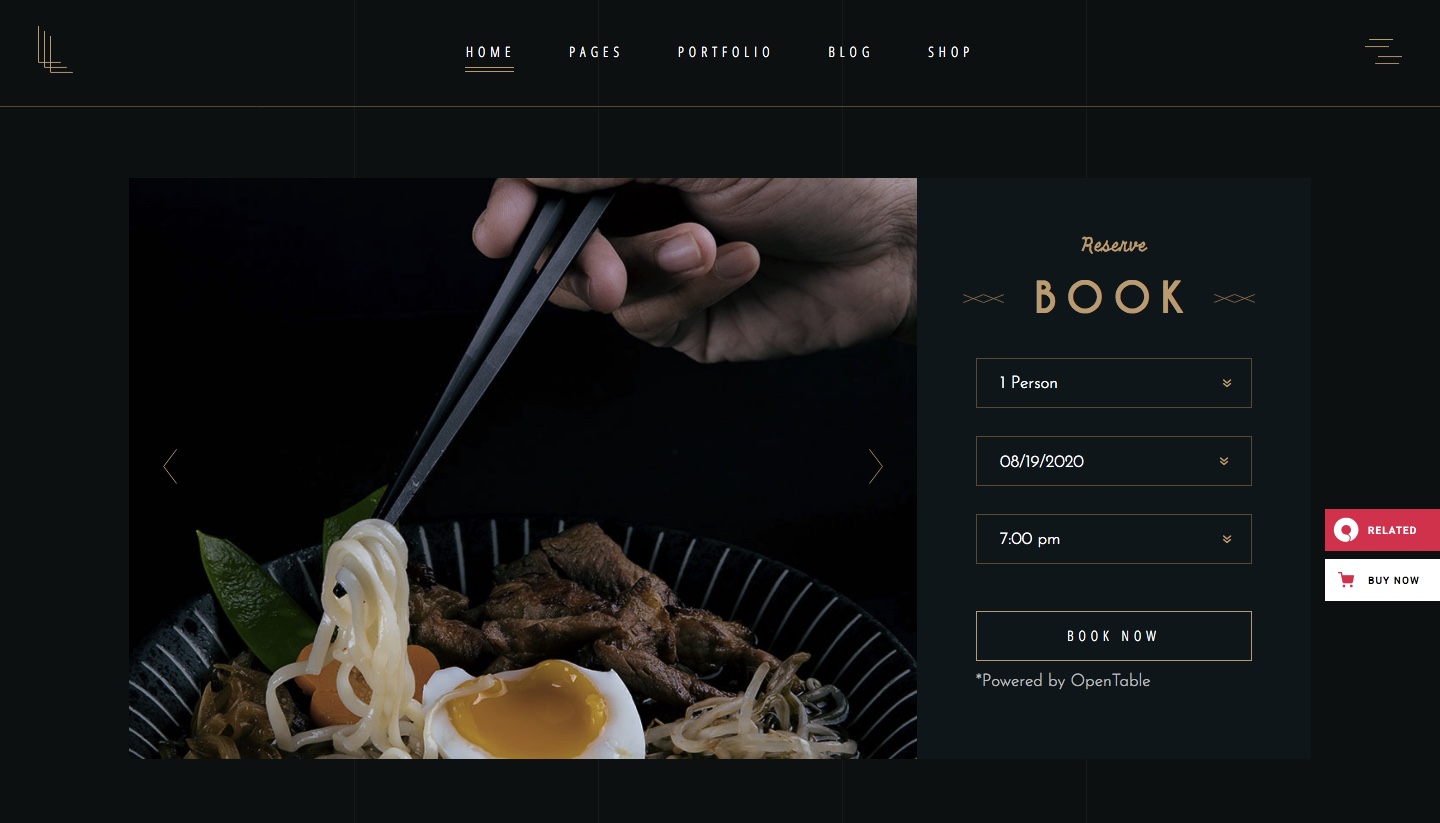 HOME PAGES PORTFOLIO BLOG SHOP
Reserve
BOOK
1 Person
08/19/2020
7:00 pm
RELATED
BUY NOW
BOOK NOW
*Powered by OpenTable